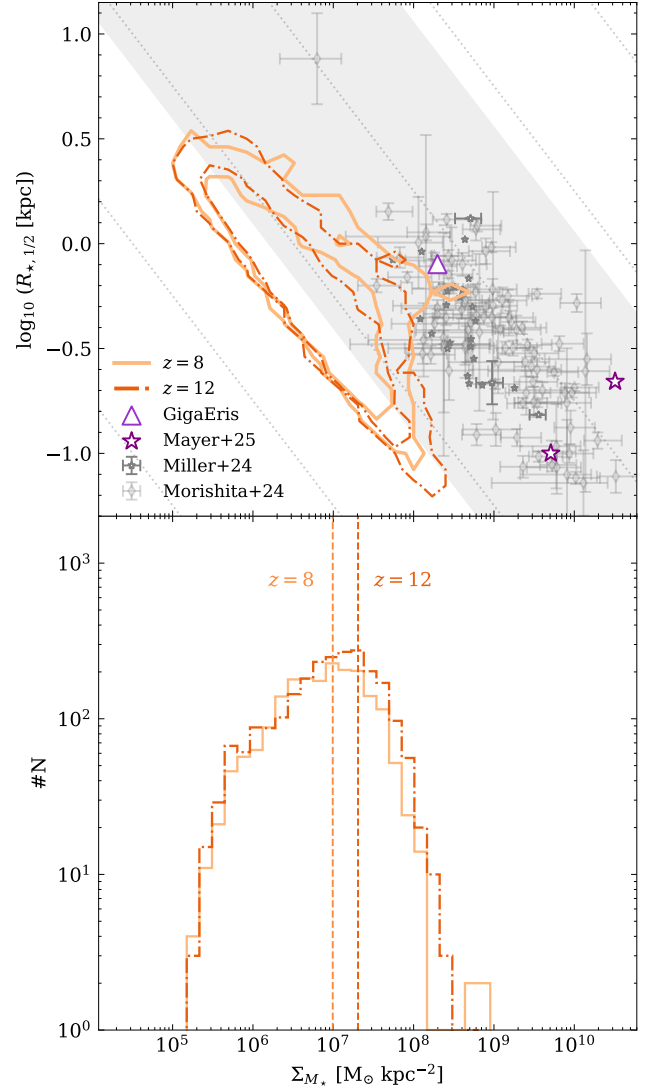 1.0
0.5
0.0
−0.5
−1.0
log₁₀ (R⋆,1/2 [kpc])
z = 8
z = 12
GigaEris
Mayer+25
Miller+24
Morishita+24
10³
10²
10¹
10⁰
#N
z = 8
z = 12
10⁵ 10⁶ 10⁷ 10⁸ 10⁹ 10¹⁰
Σ_M⋆ [M⊙ kpc⁻²]